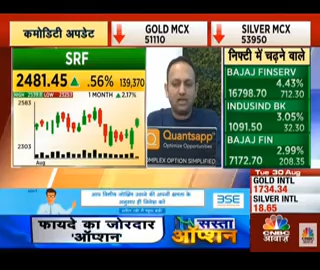 कमोडिटी अपडेट
GOLD MCX
51110
SILVER MCX
53950
SRF
2481.45 .56% 139,370
1 MONTH 2.17%
2583
2303
Quantsapp
Optimize Opportunities
OMPLEX OPTION SIMPLIFIED
निफ्टी में चढ़ने वाले
BAJAJ FINSERV
4.43%
16798.70 712.30
INDUSIND BK
3.05%
1091.50 32.30
BAJAJ FIN
2.99%
7172.70 208.35
Tue 30 Aug
GOLD INTL
1734.34
SILVER INTL
18.65
BSE
फायदे का जोरदार
'ऑप्शन'
सस्ता
ऑप्शन
CNBC
आवाज़